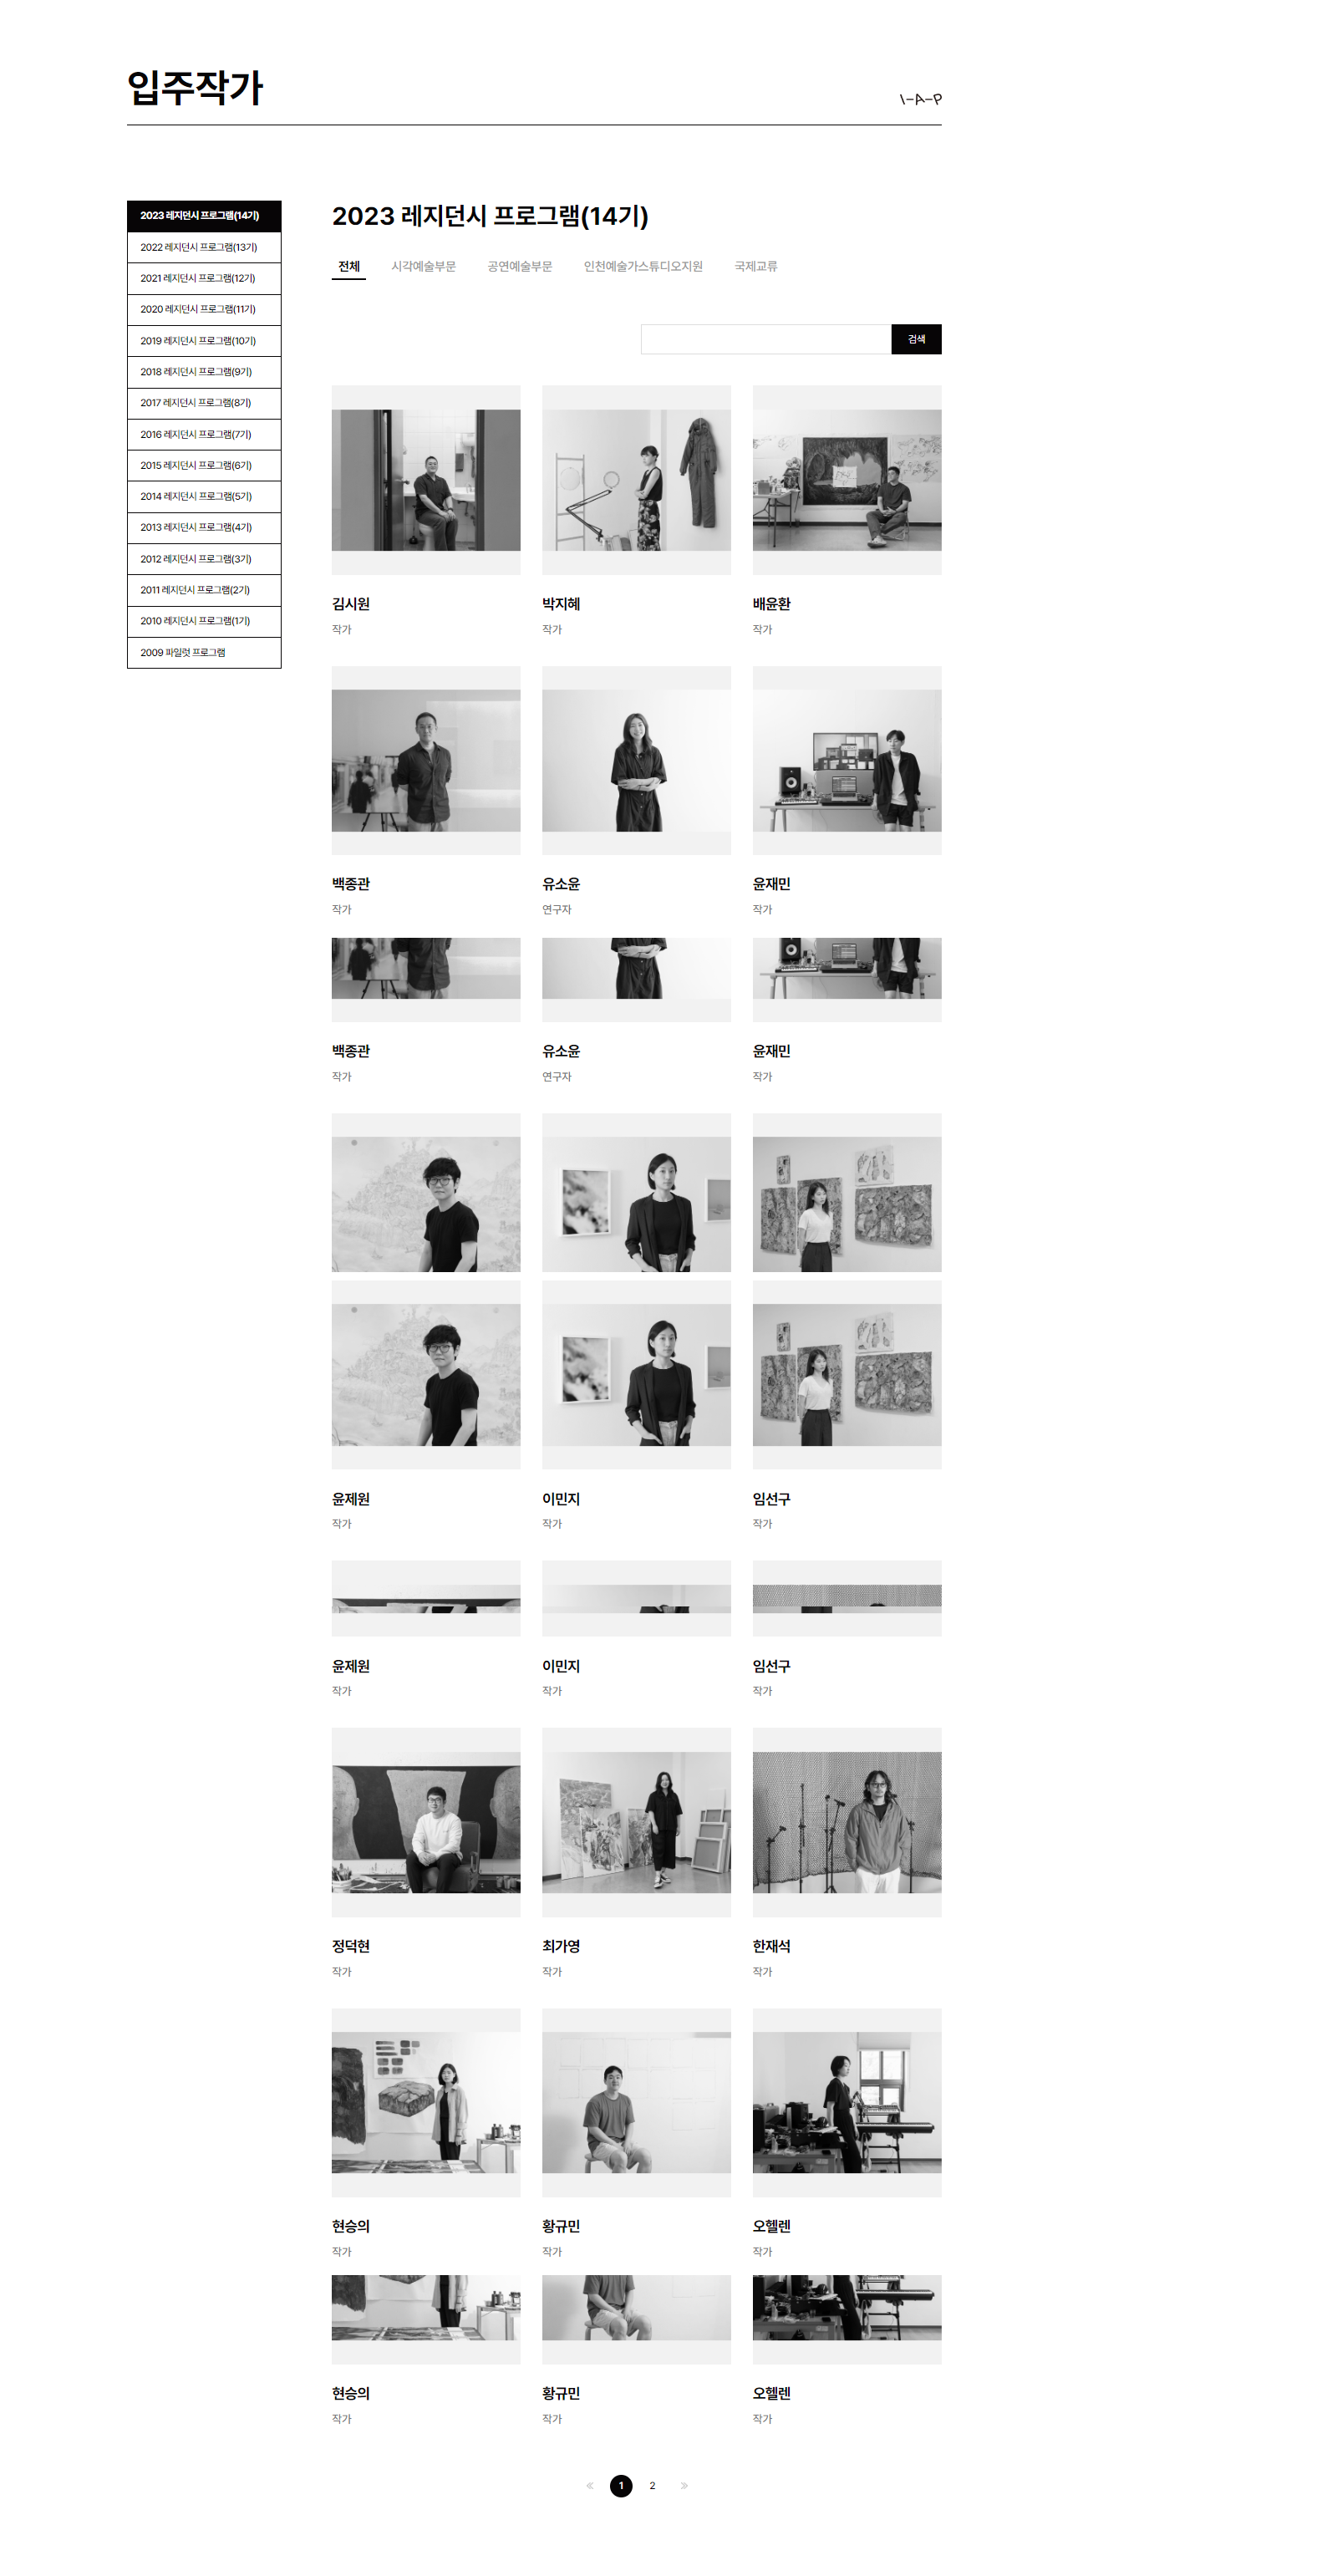 입주작가
I-A-P
2023 레지던시 프로그램(14기)
2022 레지던시 프로그램(13기)
2021 레지던시 프로그램(12기)
2020 레지던시 프로그램(11기)
2019 레지던시 프로그램(10기)
2018 레지던시 프로그램(9기)
2017 레지던시 프로그램(8기)
2016 레지던시 프로그램(7기)
2015 레지던시 프로그램(6기)
2014 레지던시 프로그램(5기)
2013 레지던시 프로그램(4기)
2012 레지던시 프로그램(3기)
2011 레지던시 프로그램(2기)
2010 레지던시 프로그램(1기)
2009 파일럿 프로그램
2023 레지던시 프로그램(14기)
전체 시각예술부문 공연예술부문 인천예술가스튜디오지원 국제교류
검색
김시원 박지혜 배윤환
작가 작가 작가
백종관 유소윤 윤재민
작가 연구자 작가
백종관 유소윤 윤재민
작가 연구자 작가
윤제원 이민지 임선구
작가 작가 작가
윤제원 이민지 임선구
작가 작가 작가
정덕현 최가영 한재석
작가 작가 작가
현승의 황규민 오헬렌
작가 작가 작가
현승의 황규민 오헬렌
작가 작가 작가
« 1 2 »